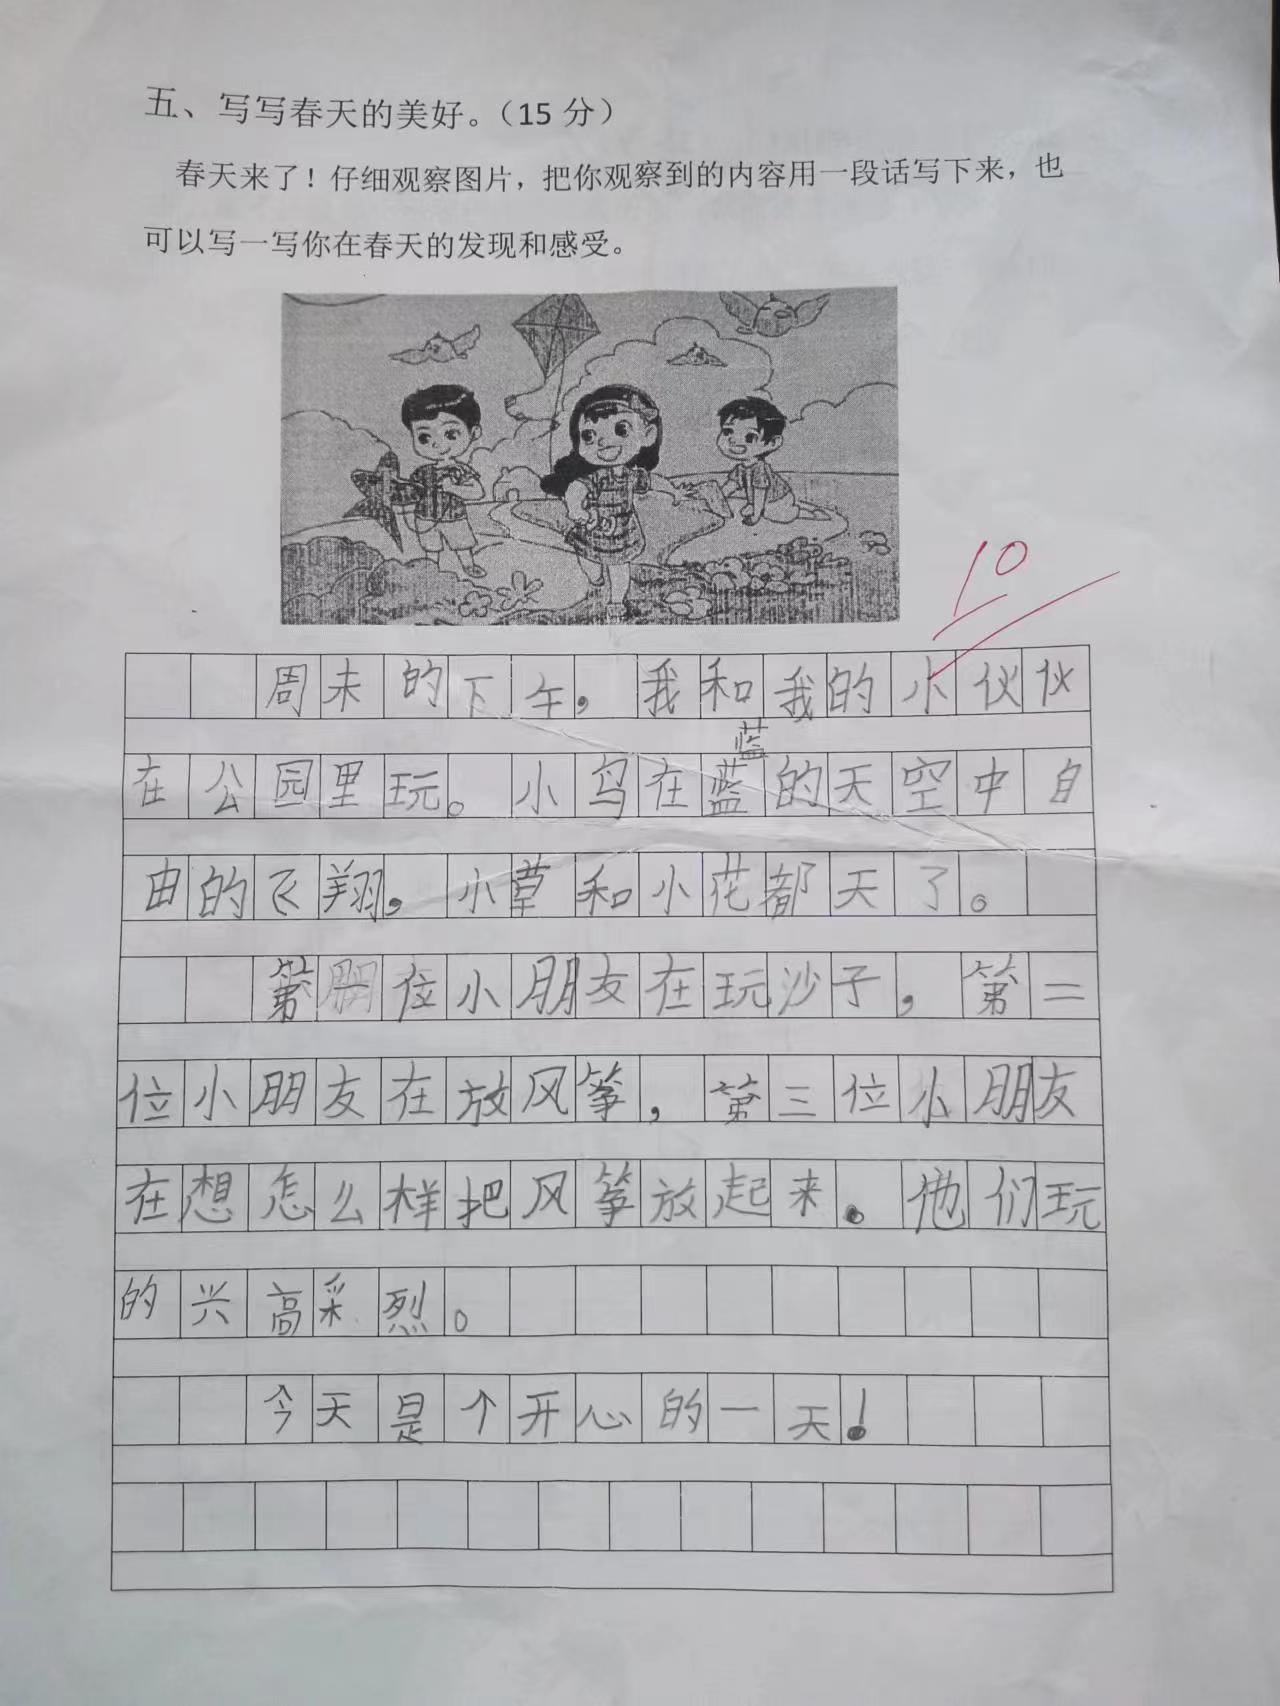 五、写写春天的美好。（15 分）
春天来了！仔细观察图片，把你观察到的内容用一段话写下来，也
可以写一写你在春天的发现和感受。
10
周未的下午，我和我的小伙伙
在公园里玩。小鸟在蓝蓝的天空中自
由的飞翔，小草和小花都天了。
第一位小朋友在玩沙子，第二
位小朋友在放风筝，第三位小朋友
在想怎么样把风筝放起来。他们玩
的兴高采烈。
今天是个开心的一天！